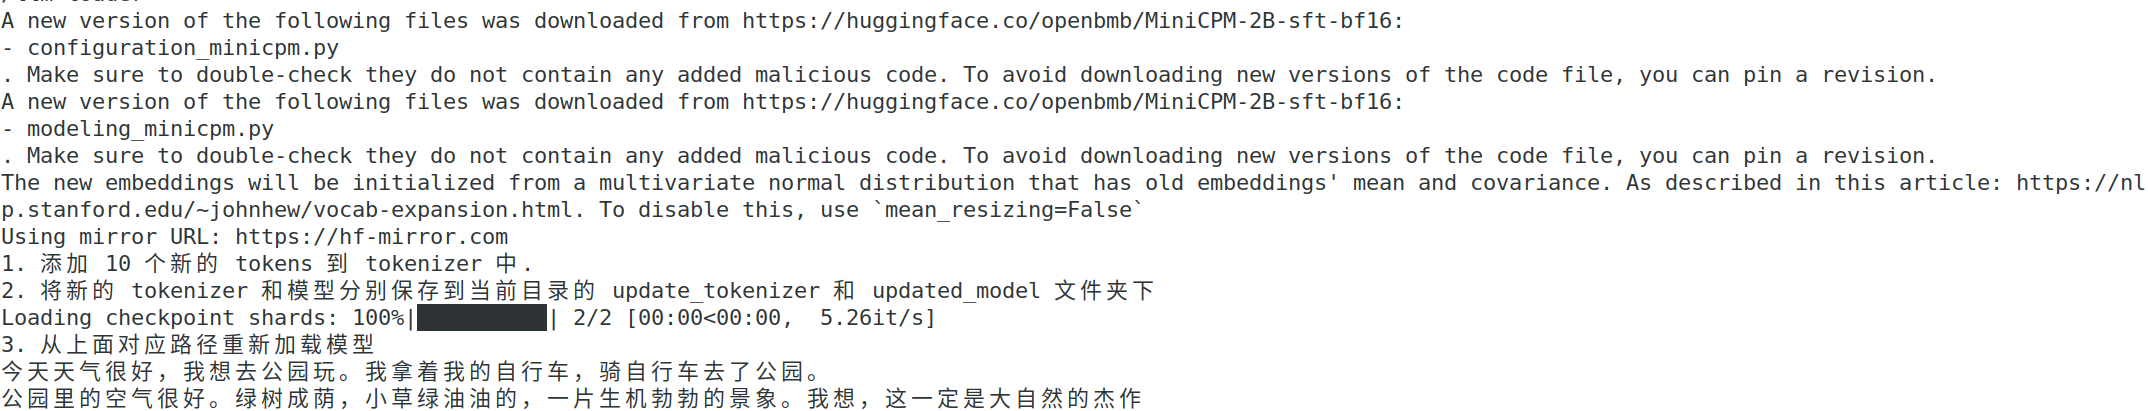 A new version of the following files was downloaded from https://huggingface.co/openbmb/MiniCPM-2B-sft-bf16:
- configuration_minicpm.py
. Make sure to double-check they do not contain any added malicious code. To avoid downloading new versions of the code file, you can pin a revision.
A new version of the following files was downloaded from https://huggingface.co/openbmb/MiniCPM-2B-sft-bf16:
- modeling_minicpm.py
. Make sure to double-check they do not contain any added malicious code. To avoid downloading new versions of the code file, you can pin a revision.
The new embeddings will be initialized from a multivariate normal distribution that has old embeddings' mean and covariance. As described in this article: https://nl
p.stanford.edu/~johnhew/vocab-expansion.html. To disable this, use `mean_resizing=False`
Using mirror URL: https://hf-mirror.com
1. 添加 10 个新的 tokens 到 tokenizer 中.
2. 将新的 tokenizer 和模型分别保存到当前目录的 update_tokenizer 和 updated_model 文件夹下
Loading checkpoint shards: 100%|██████████| 2/2 [00:00<00:00,  5.26it/s]
3. 从上面对应路径重新加载模型
今天天气很好，我想去公园玩。我拿着我的自行车，骑自行车去了公园。
公园里的空气很好。绿树成荫，小草绿油油的，一片生机勃勃的景象。我想，这一定是大自然的杰作